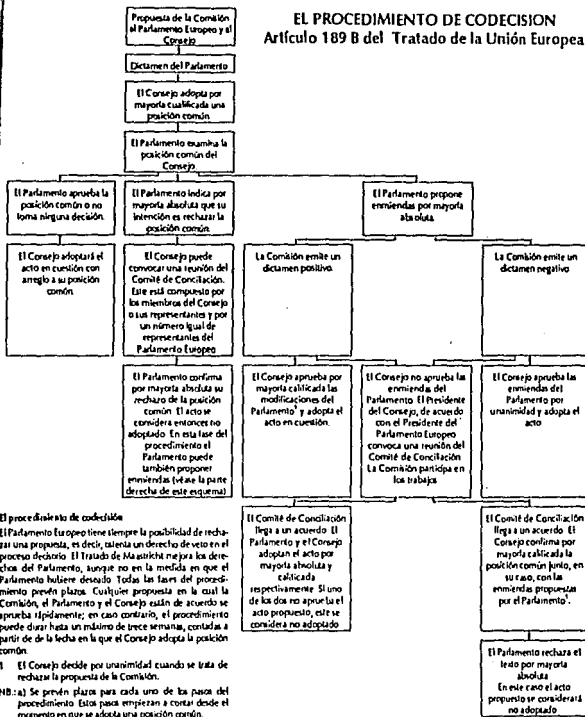 EL PROCEDIMIENTO DE CODECISION
Artículo 189 B del Tratado de la Unión Europea
Propuesta de la Comisión
al Parlamento Europeo y al
Consejo
Dictamen del Parlamento
El Consejo adopta por
mayoría cualificada una
posición común
El Parlamento examina la
posición común del
Consejo
El Parlamento aprueba la
posición común o no
toma ninguna decisión.
El Parlamento indica por
mayoría absoluta que su
intención es rechazar la
posición común.
El Parlamento propone
enmiendas por mayoría
absoluta
El Consejo adoptará el
acto en cuestión con
arreglo a su posición
común.
El Consejo puede
convocar una reunión del
Comité de Conciliación.
Este está compuesto por
los miembros del Consejo
o sus representantes y por
un número igual de
representantes del
Parlamento Europeo
La Comisión emite un
dictamen positivo.
La Comisión emite un
dictamen negativo.
El Parlamento confirma
por mayoría absoluta su
rechazo de la posición
común. El acto se
considera entonces no
adoptado. En esta fase del
procedimiento el
Parlamento puede
también proponer
enmiendas (véase la parte
derecha de este esquema)
El Consejo aprueba por
mayoría calificada las
modificaciones del
Parlamento¹ y adopta el
acto en cuestión.
El Consejo no aprueba las
enmiendas del
Parlamento. El Presidente
del Consejo, de acuerdo
con el Presidente del
Parlamento Europeo
convoca una reunión del
Comité de Conciliación
La Comisión participa en
los trabajos
El Consejo aprueba las
enmiendas del
Parlamento por
unanimidad y adopta el
acto
El Comité de Conciliación
llega a un acuerdo. El
Parlamento y el Consejo
adoptan el acto por
mayoría absoluta y
calificada
respectivamente. Si uno
de los dos no aprueba el
acto propuesto, este se
considera no adoptado
El Comité de Conciliación
llega a un acuerdo. El
Consejo confirma por
mayoría calificada la
posición común junto, en
su caso, con las
enmiendas propuestas
por el Parlamento¹.
El Parlamento rechaza el
texto por mayoría
absoluta
En este caso el acto
propuesto se considerará
no adoptado
El procedimiento de codecisión
El Parlamento Europeo tiene siempre la posibilidad de recha-
zar una propuesta, es decir, ostenta un derecho de veto en el
proceso decisorio. El Tratado de Maastricht mejora los dere-
chos del Parlamento, aunque no en la medida en que el
Parlamento hubiere deseado. Todas las fases del procedi-
miento prevén plazos. Cualquier propuesta en la cual la
Comisión, el Parlamento y el Consejo están de acuerdo se
aprueba rápidamente; en caso contrario, el procedimiento
puede durar hasta un máximo de trece semanas, contadas a
partir de de la fecha en la que el Consejo adopta la posición
común.
1 El Consejo decide por unanimidad cuando se trata de
rechazar la propuesta de la Comisión.
NB.: a) Se prevén plazos para cada uno de los pasos del
procedimiento. Estos pasos empiezan a contar desde el
momento en que se adopta una posición común.